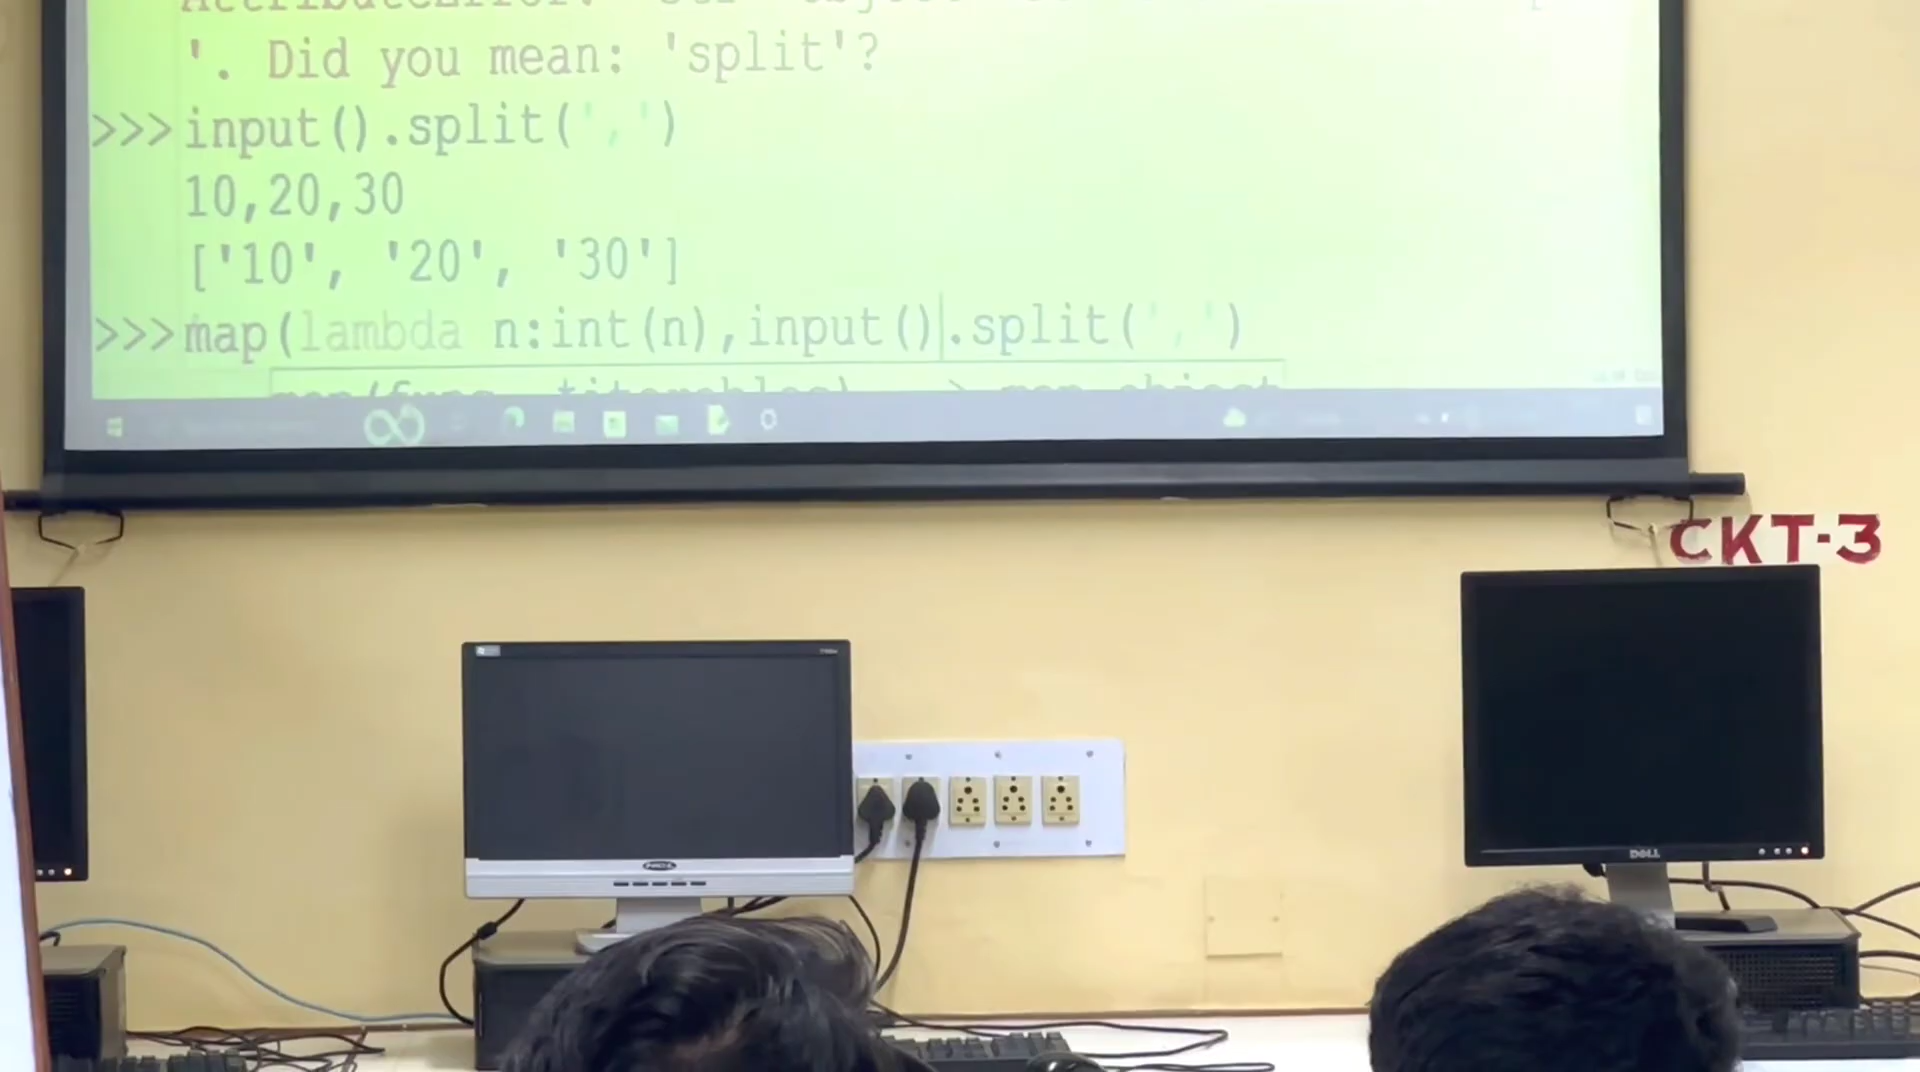 '. Did you mean: 'split'?
>>>input().split(',')
10,20,30
['10', '20', '30']
>>>map(lambda n:int(n),input().split(',')
CKT-3
DELL